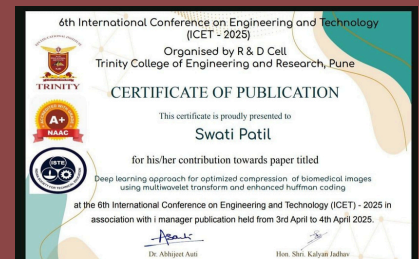 6th International Conference on Engineering and Technology
(ICET - 2025)
Organised by R & D Cell
Trinity College of Engineering and Research, Pune
TRINITY
CERTIFICATE OF PUBLICATION
This certificate is proudly presented to
A+
NAAC
Swati Patil
for his/her contribution towards paper titled
ISTE
Deep learning approach for optimized compression of biomedical images
using multiwavelet transform and enhanced huffman coding
at the 6th International Conference on Engineering and Technology (ICET) - 2025 in
association with i manager publication held from 3rd April to 4th April 2025.
Dr. Abhijeet Auti
Hon. Shri. Kalyan Jadhav